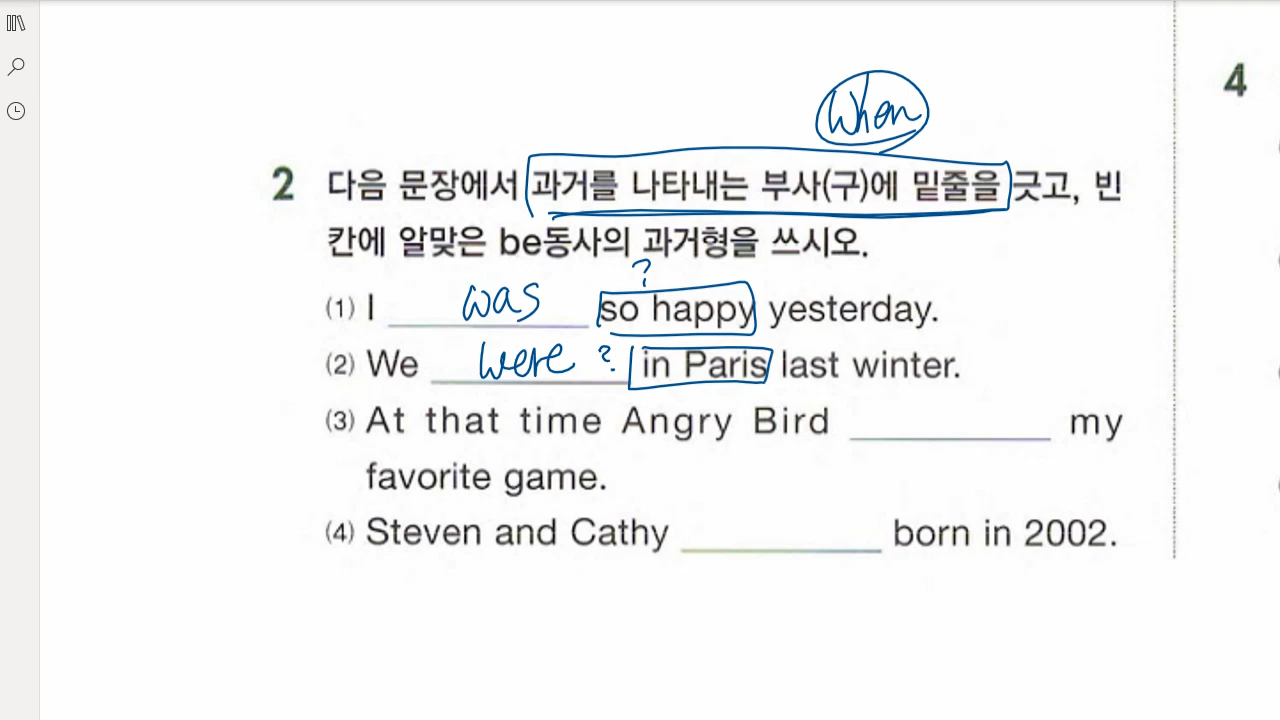 When
4
2 다음 문장에서 과거를 나타내는 부사(구)에 밑줄을 긋고, 빈
칸에 알맞은 be동사의 과거형을 쓰시오.
?
(1) I was so happy yesterday.
(2) We were ? in Paris last winter.
(3) At that time Angry Bird ________ my
favorite game.
(4) Steven and Cathy ________ born in 2002.